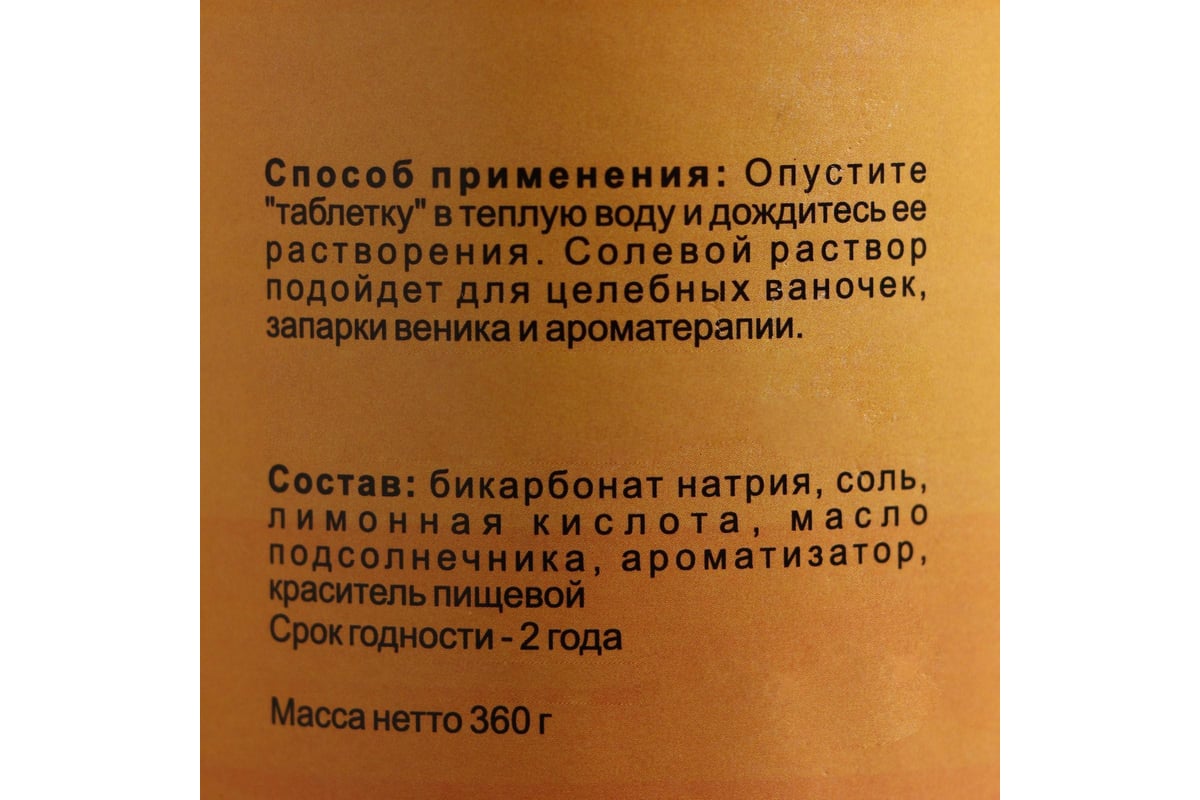 Способ применения: Опустите
"таблетку" в теплую воду и дождитесь ее
растворения. Солевой раствор
подойдет для целебных ваночек,
запарки веника и ароматерапии.
Состав: бикарбонат натрия, соль,
лимонная кислота, масло
подсолнечника, ароматизатор,
краситель пищевой
Срок годности - 2 года
Масса нетто 360 г